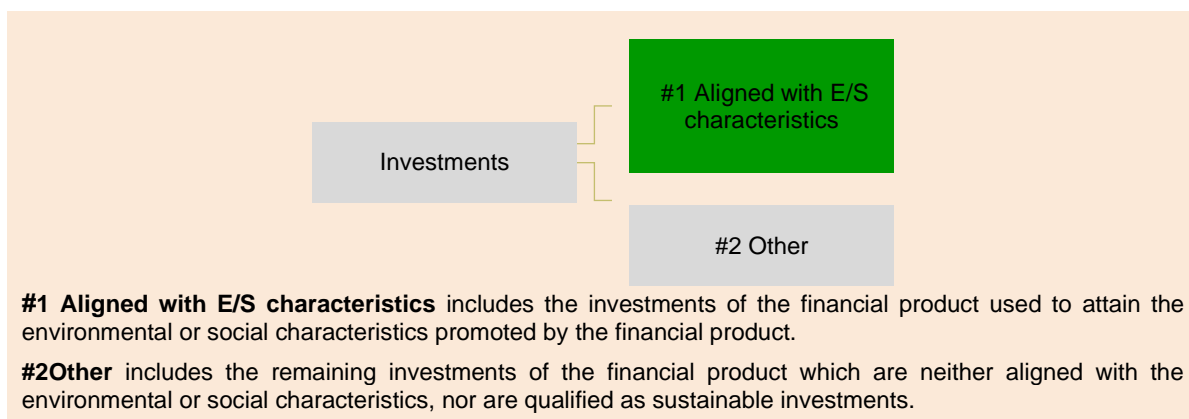 #1 Aligned with E/S
characteristics
Investments
#2 Other
#1 Aligned with E/S characteristics includes the investments of the financial product used to attain the
environmental or social characteristics promoted by the financial product.
#2Other includes the remaining investments of the financial product which are neither aligned with the
environmental or social characteristics, nor are qualified as sustainable investments.